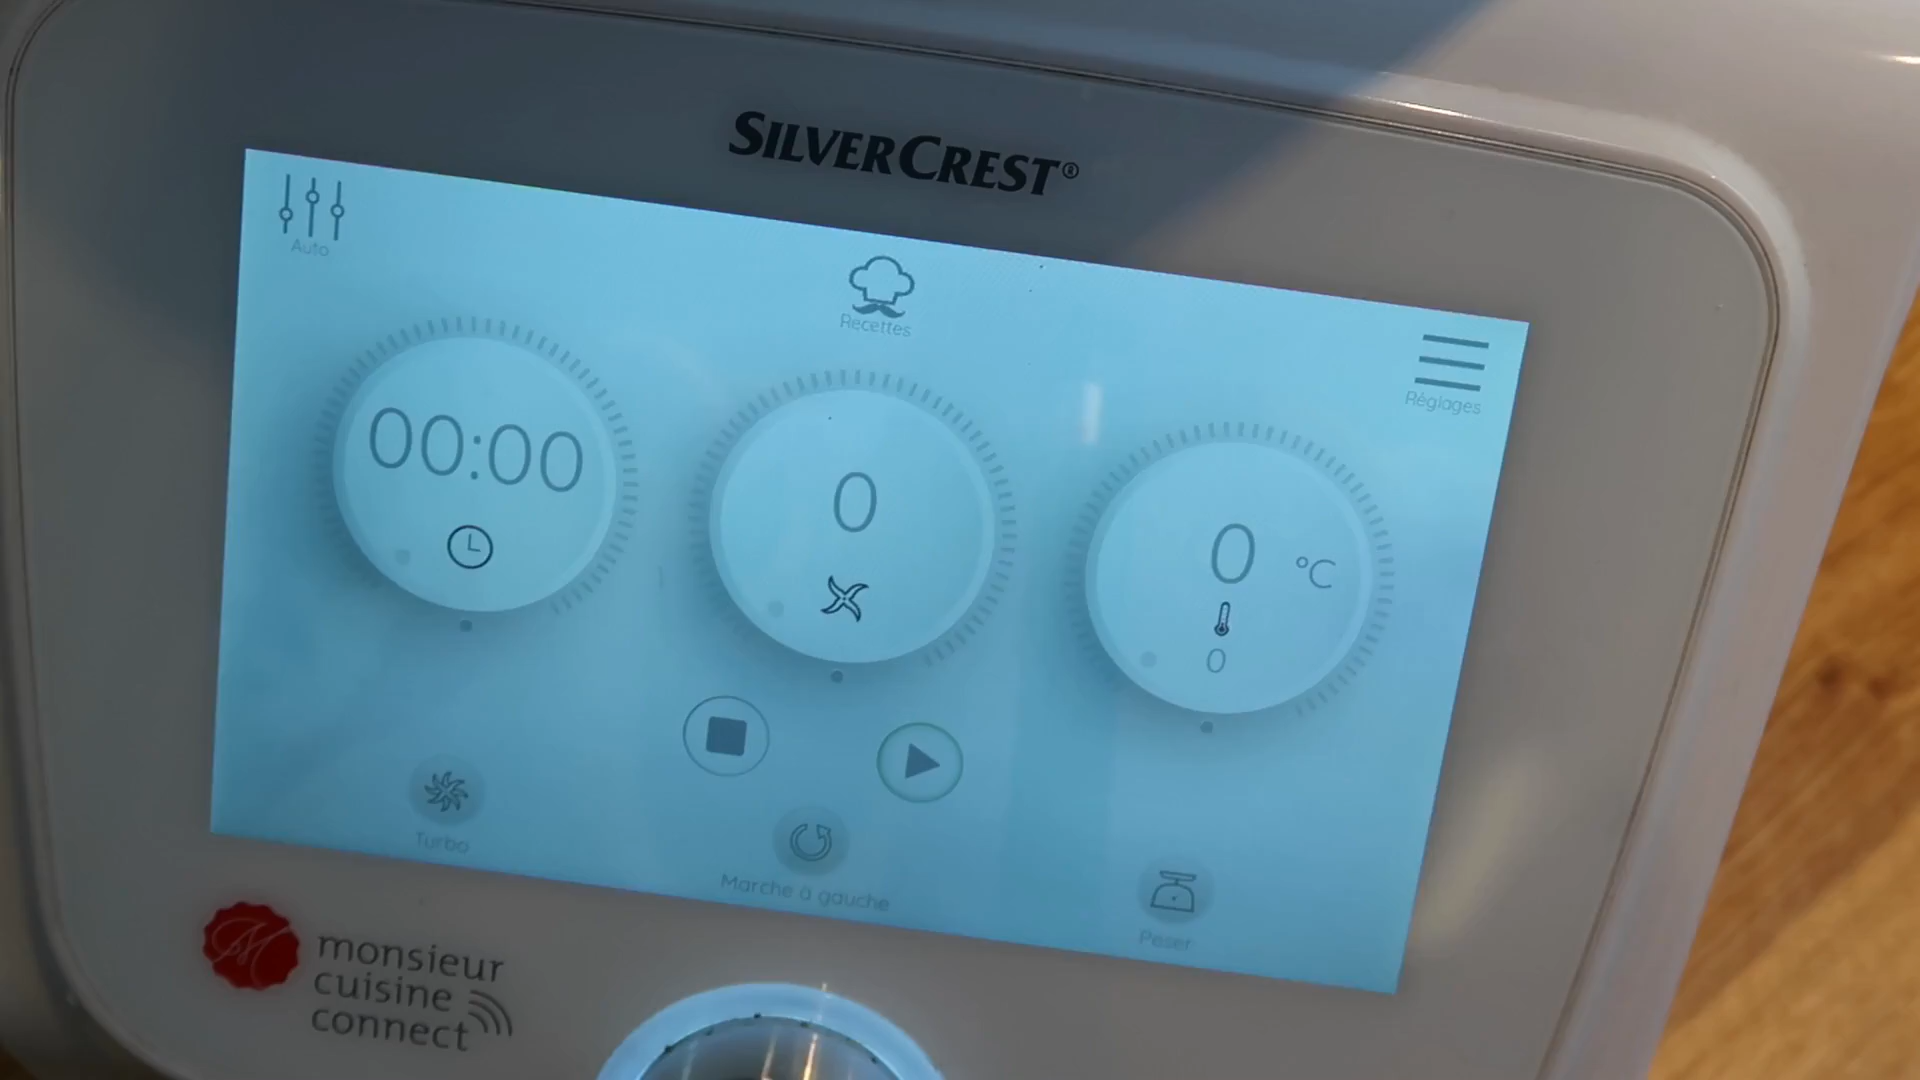 SILVERCREST®
Auto
Recettes
Réglages
00:00
0
0 °C
0
Turbo
Marche à gauche
Peser
monsieur
cuisine
connect